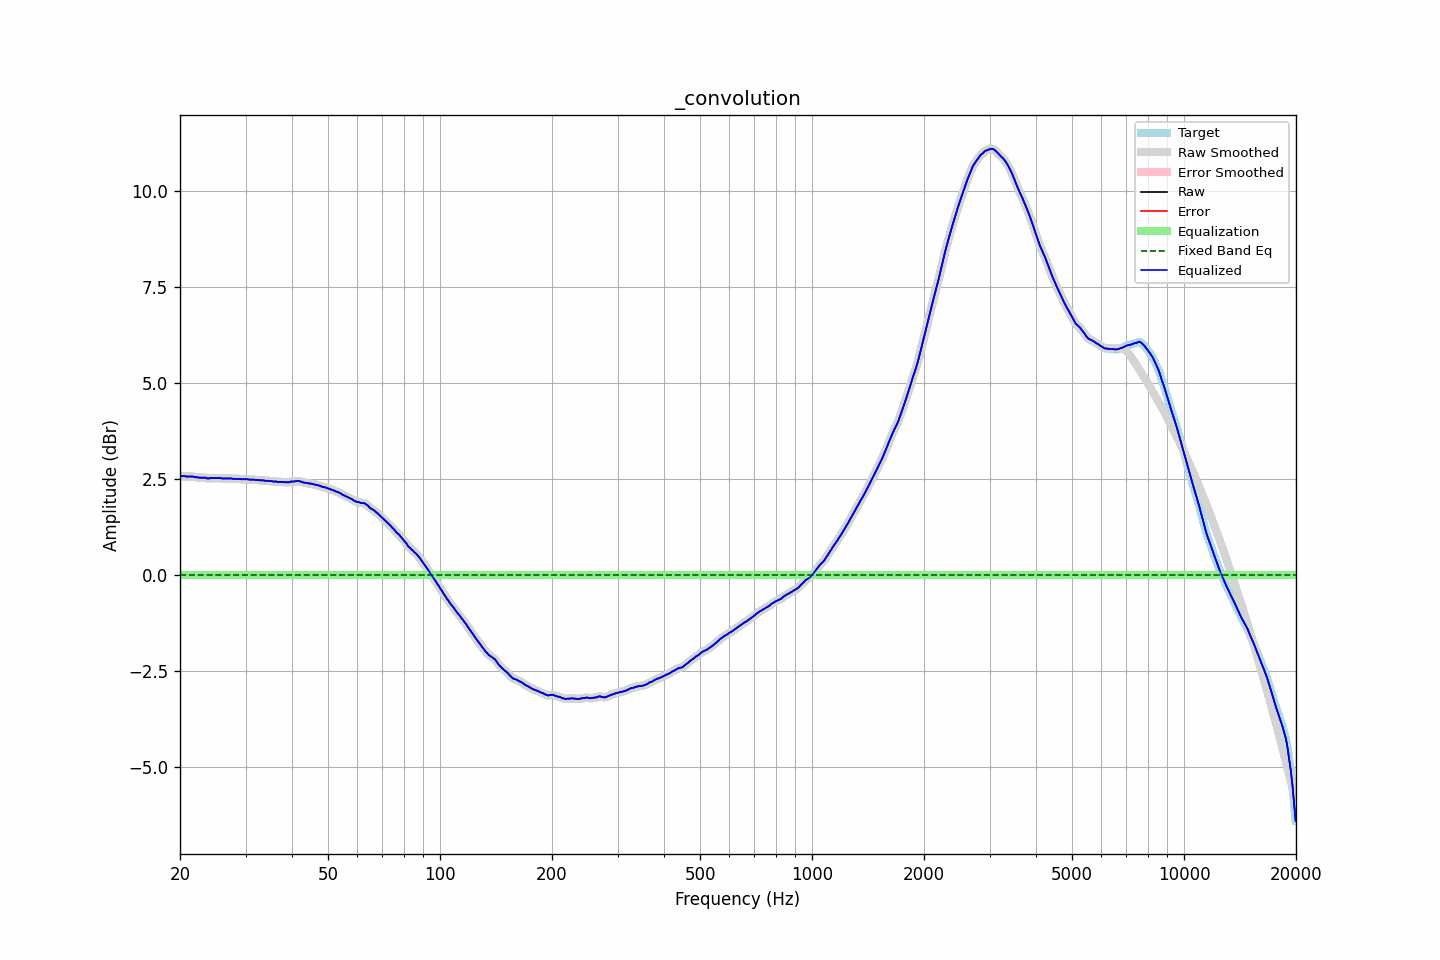 _convolution
Target
Raw Smoothed
Error Smoothed
Raw
Error
Equalization
Fixed Band Eq
Equalized
Amplitude (dBr)
10.0
7.5
5.0
2.5
0.0
−2.5
−5.0
20 50 100 200 500 1000 2000 5000 10000 20000
Frequency (Hz)